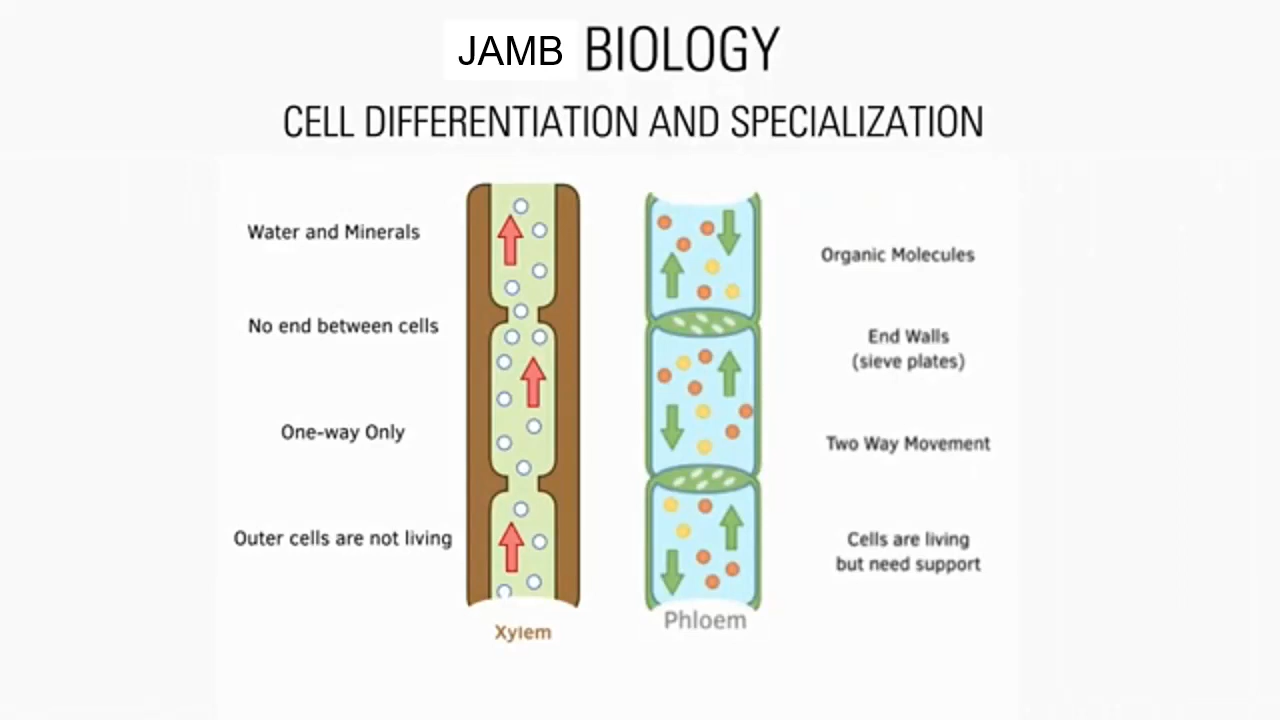 JAMB BIOLOGY
CELL DIFFERENTIATION AND SPECIALIZATION
Water and Minerals
No end between cells
One-way Only
Outer cells are not living
Xylem
Organic Molecules
End Walls
(sieve plates)
Two Way Movement
Cells are living
but need support
Phloem